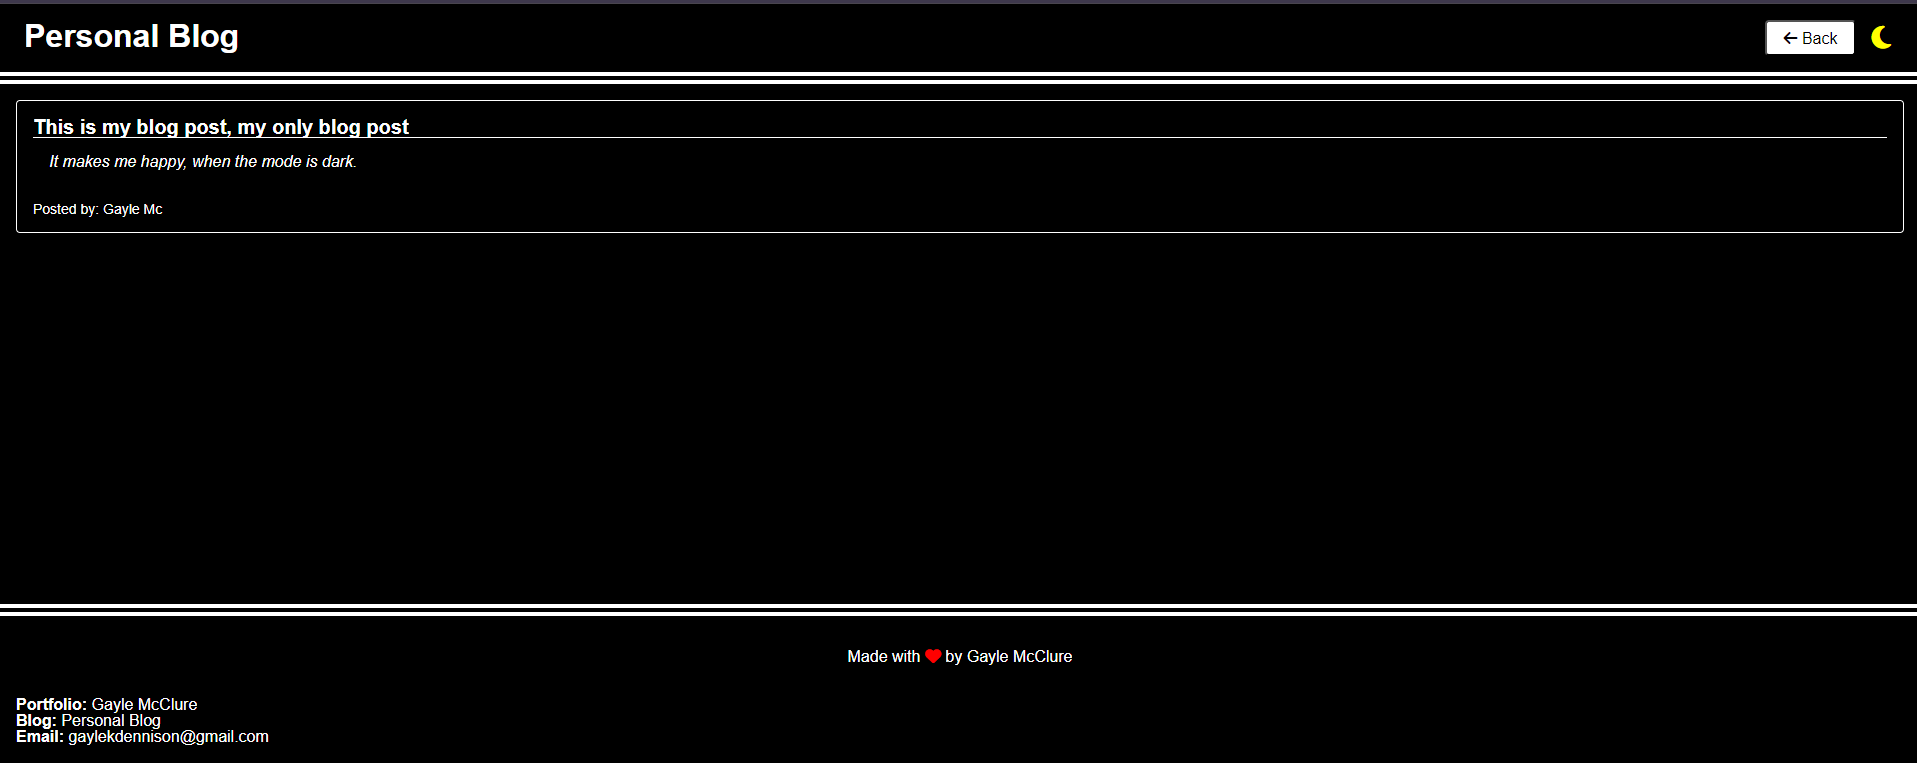 Personal Blog
← Back
This is my blog post, my only blog post
It makes me happy, when the mode is dark.
Posted by: Gayle Mc
Made with ❤ by Gayle McClure
Portfolio: Gayle McClure
Blog: Personal Blog
Email: gaylekdennison@gmail.com